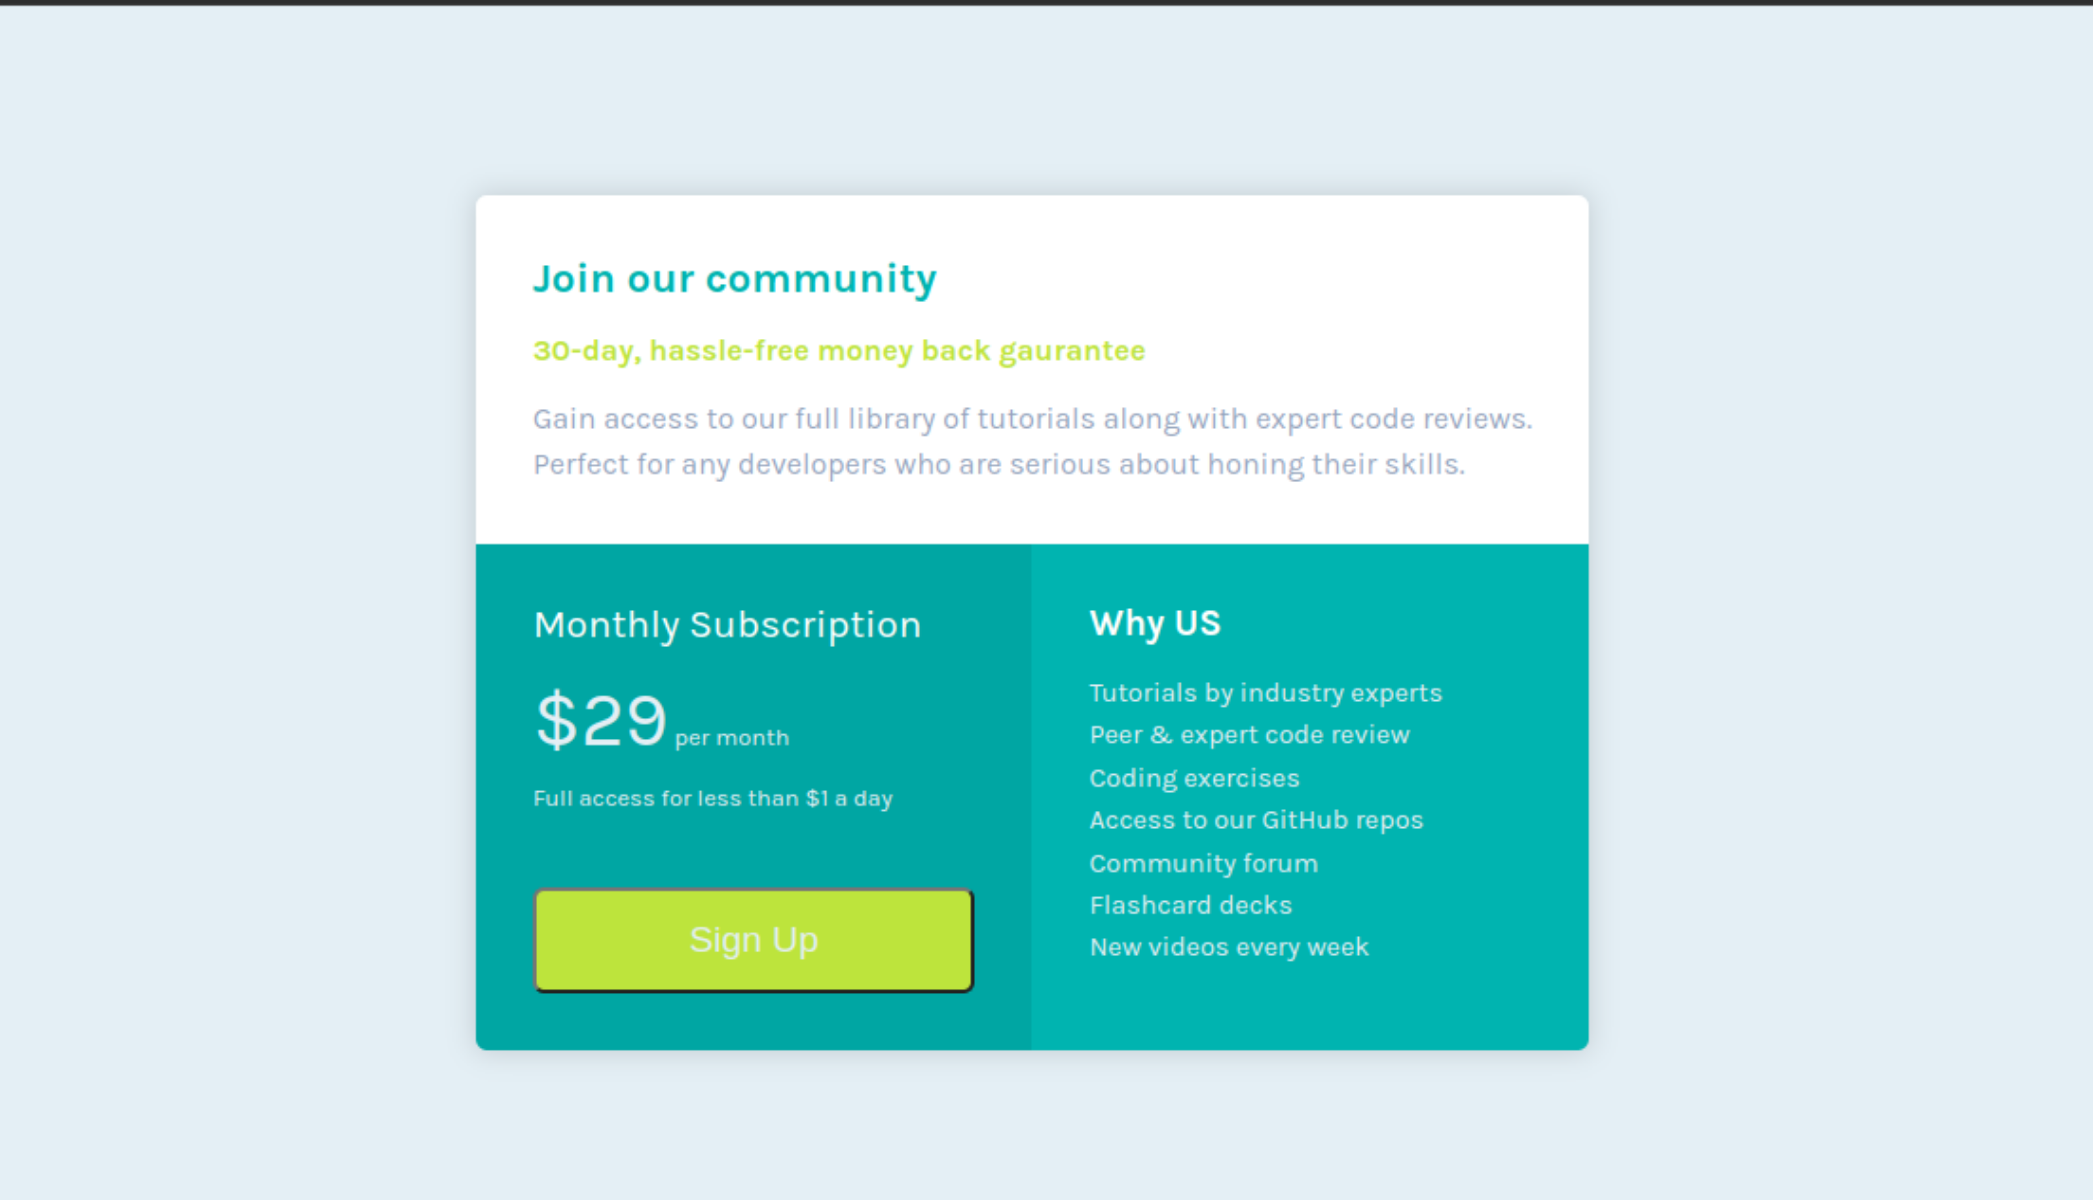 Join our community
30-day, hassle-free money back gaurantee
Gain access to our full library of tutorials along with expert code reviews.
Perfect for any developers who are serious about honing their skills.
Monthly Subscription
$29 per month
Full access for less than $1 a day
Sign Up
Why US
Tutorials by industry experts
Peer & expert code review
Coding exercises
Access to our GitHub repos
Community forum
Flashcard decks
New videos every week